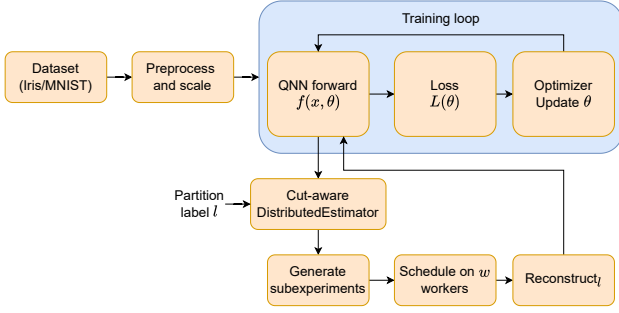 Training loop
Dataset
(Iris/MNIST)
Preprocess
and scale
QNN forward
f(x, θ)
Loss
L(θ)
Optimizer
Update θ
Partition
label l
Cut-aware
DistributedEstimator
Generate
subexperiments
Schedule on w
workers
Reconstruct_l